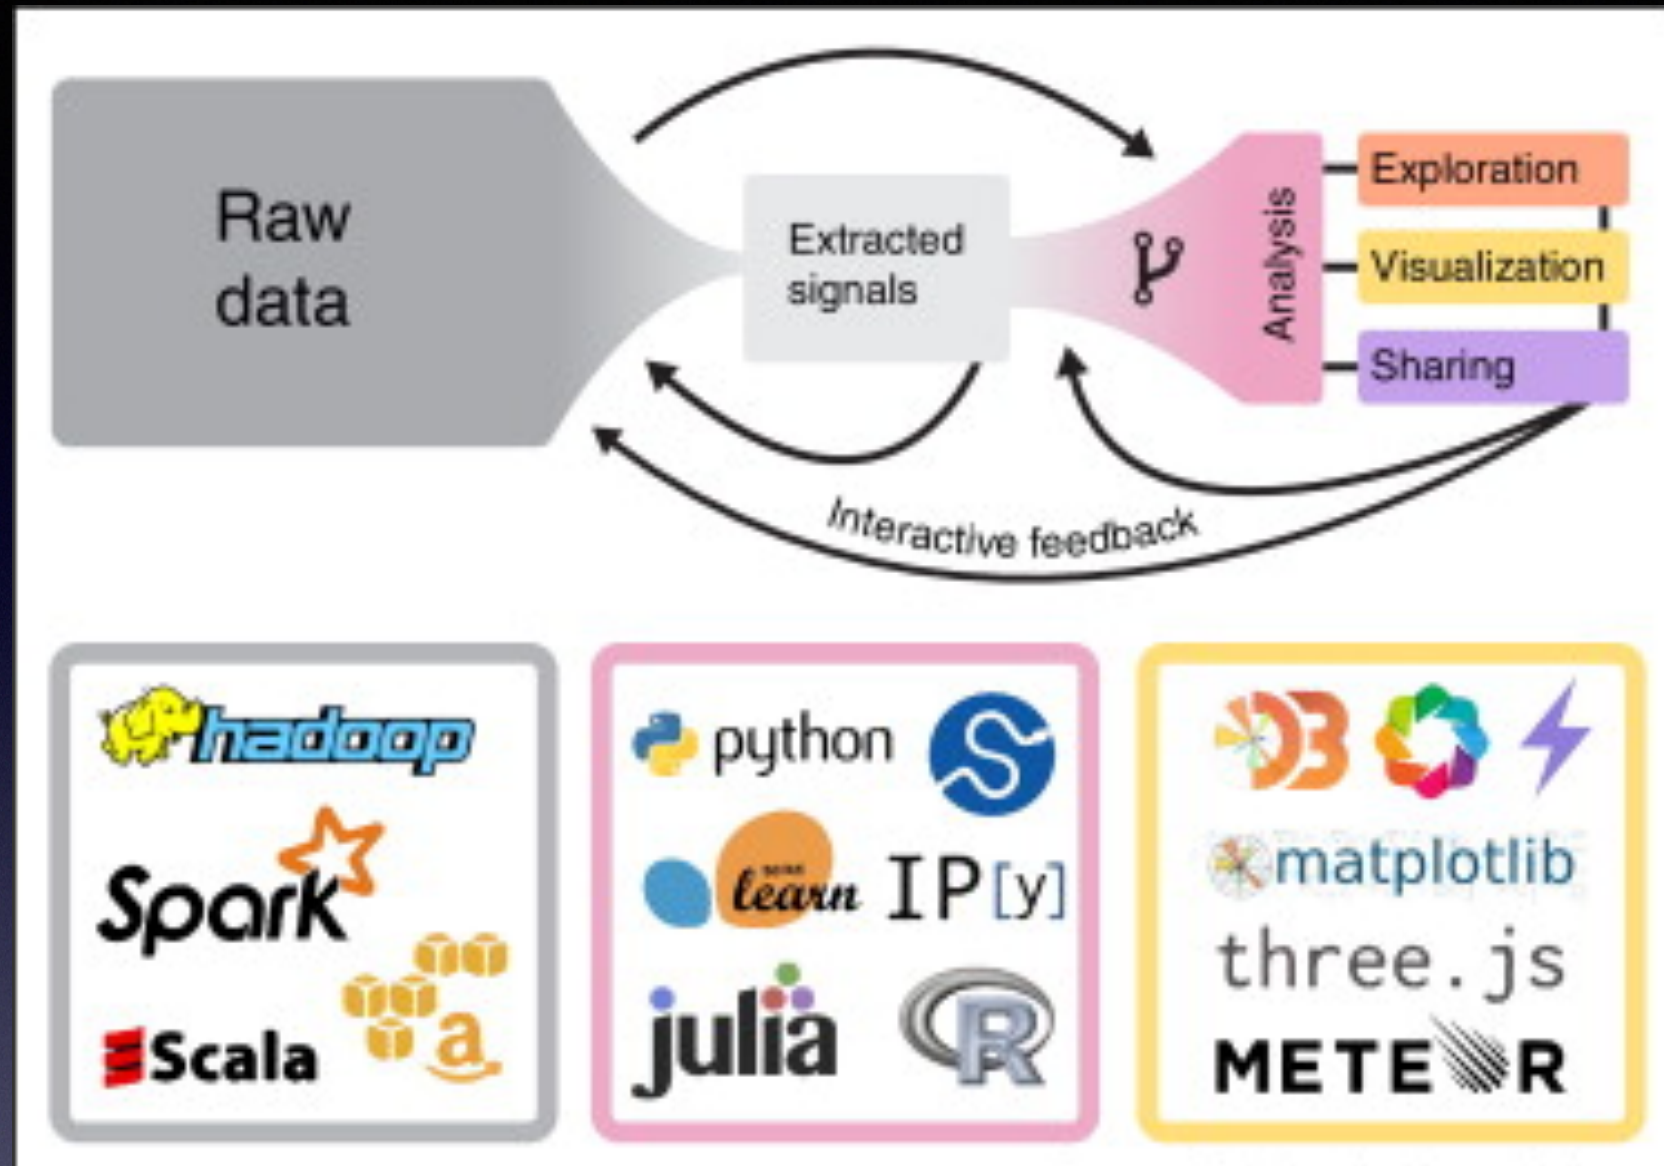 Raw
data
Extracted
signals
Analysis
Exploration
Visualization
Sharing
Interactive feedback
hadoop
Spark
Scala
a
python
learn
IP[y]
julia
R
D3
matplotlib
three.js
METEOR